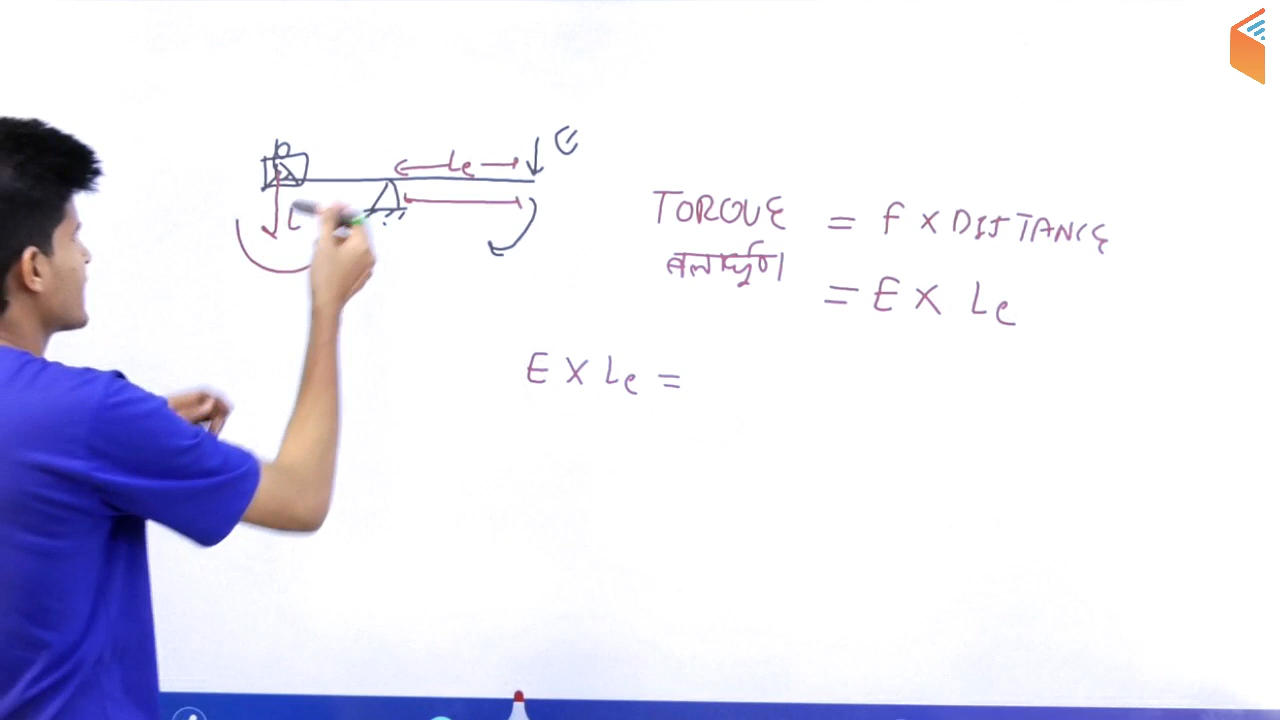 E
Le
L
TORQUE = F X DISTANCE
बलाघूर्ण
= E X Le
E X Le =